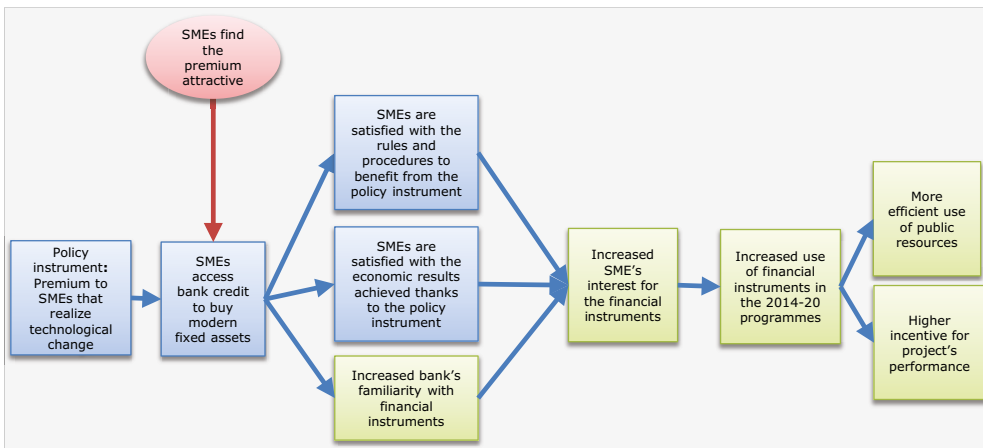 SMEs find
the
premium
attractive
Policy
instrument:
Premium to
SMEs that
realize
technological
change
SMEs
access
bank credit
to buy
modern
fixed assets
SMEs are
satisfied with the
rules and
procedures to
benefit from the
policy instrument
SMEs are
satisfied with the
economic results
achieved thanks
to the policy
instrument
Increased bank's
familiarity with
financial
instruments
Increased
SME's
interest for
the financial
instruments
Increased use
of financial
instruments in
the 2014-20
programmes
More
efficient use
of public
resources
Higher
incentive for
project's
performance